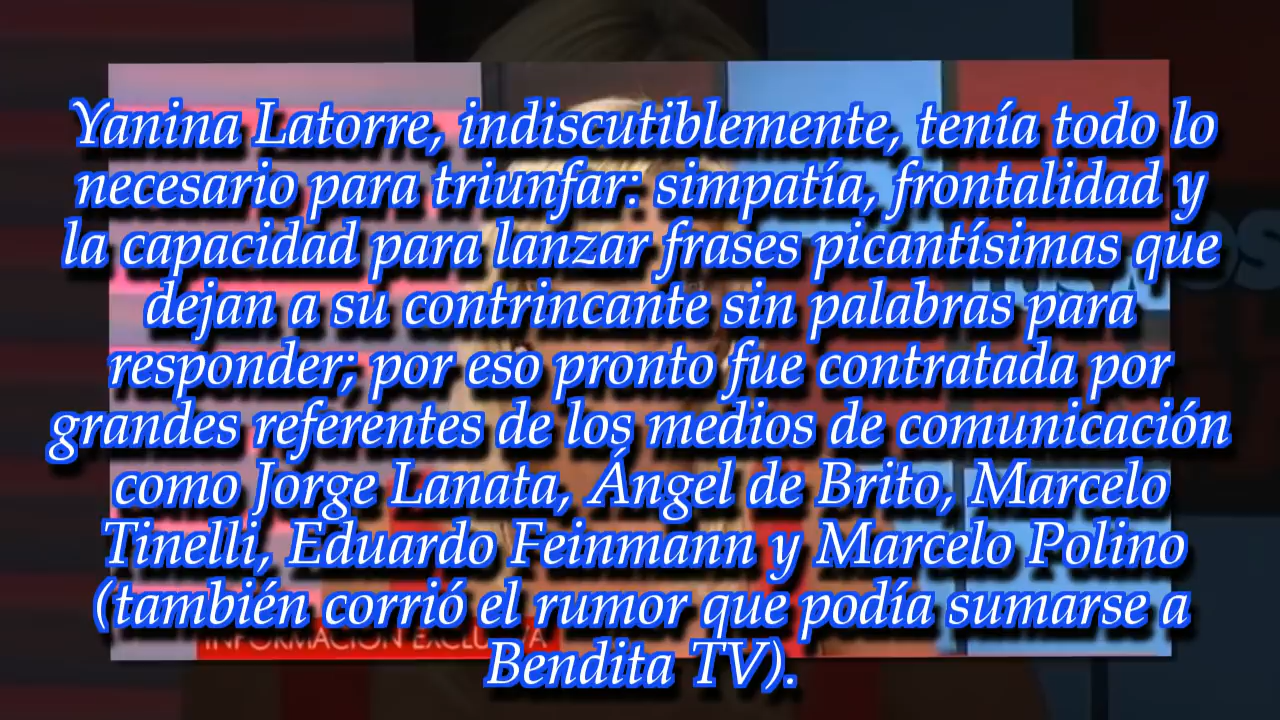 Yanina Latorre, indiscutiblemente, tenía todo lo
necesario para triunfar: simpatía, frontalidad y
la capacidad para lanzar frases picantísimas que
dejan a su contrincante sin palabras para
responder; por eso pronto fue contratada por
grandes referentes de los medios de comunicación
como Jorge Lanata, Ángel de Brito, Marcelo
Tinelli, Eduardo Feinmann y Marcelo Polino
(también corrió el rumor que podía sumarse a
INFORMACIÓN EXCLUSIVA
Bendita TV).